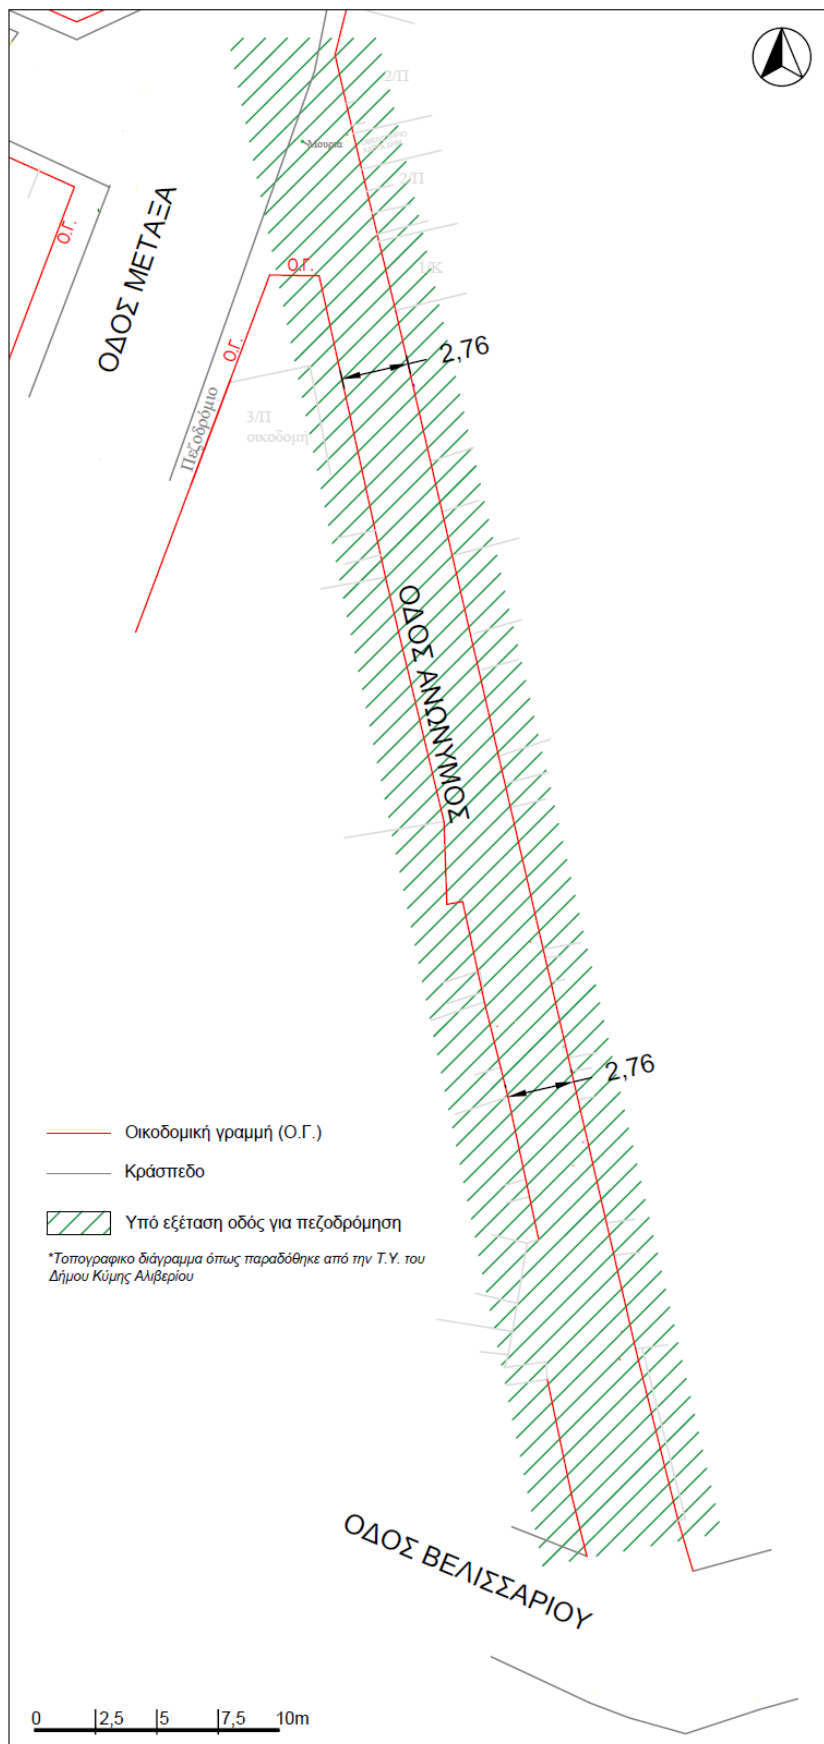 2/Π
Μουριά
2/Π
Ο.Γ.
ΟΔΟΣ ΜΕΤΑΞΑ
Ο.Γ.
1/Κ
Ο.Γ.
2,76
Πεζοδρόμιο
3/Π
οικοδομή
ΟΔΟΣ ΑΝΩΝΥΜΟΣ
2,76
Οικοδομική γραμμή (Ο.Γ.)
Κράσπεδο
Υπό εξέταση οδός για πεζοδρόμηση
*Τοπογραφικο διάγραμμα όπως παραδόθηκε από την Τ.Υ. του
Δήμου Κύμης Αλιβερίου
ΟΔΟΣ ΒΕΛΙΣΣΑΡΙΟΥ
0 2,5 5 7,5 10m